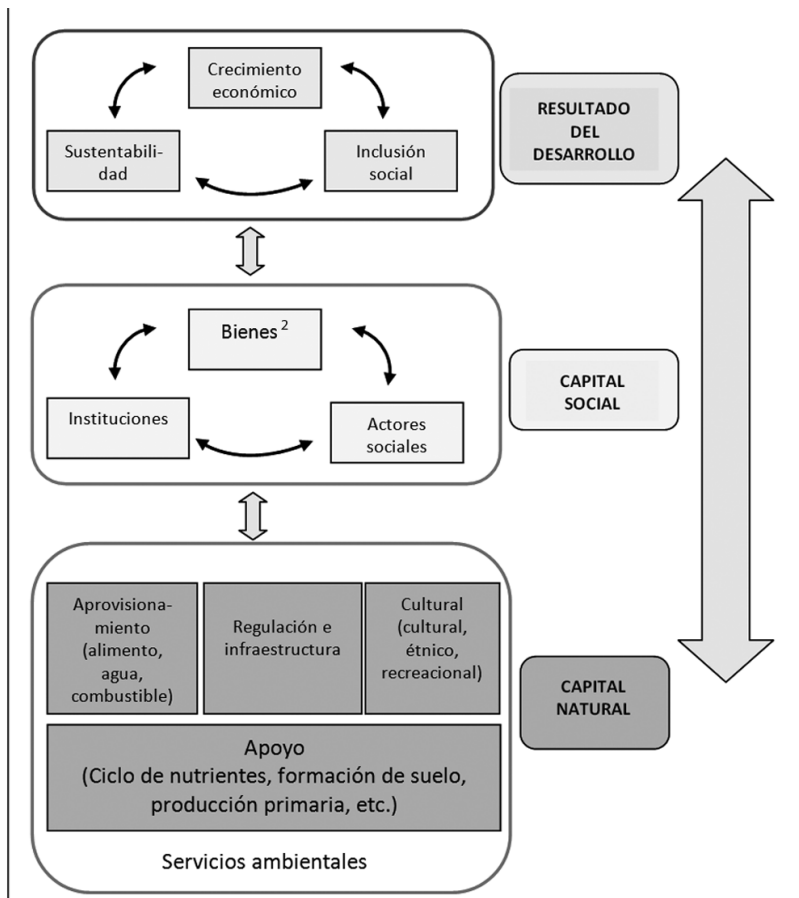 Crecimiento
económico
Sustentabili-
dad
Inclusión
social
RESULTADO
DEL
DESARROLLO
Bienes 2
Instituciones
Actores
sociales
CAPITAL
SOCIAL
Aprovisiona-
miento
(alimento,
agua,
combustible)
Regulación e
infraestructura
Cultural
(cultural,
étnico,
recreacional)
CAPITAL
NATURAL
Apoyo
(Ciclo de nutrientes, formación de suelo,
producción primaria, etc.)
Servicios ambientales